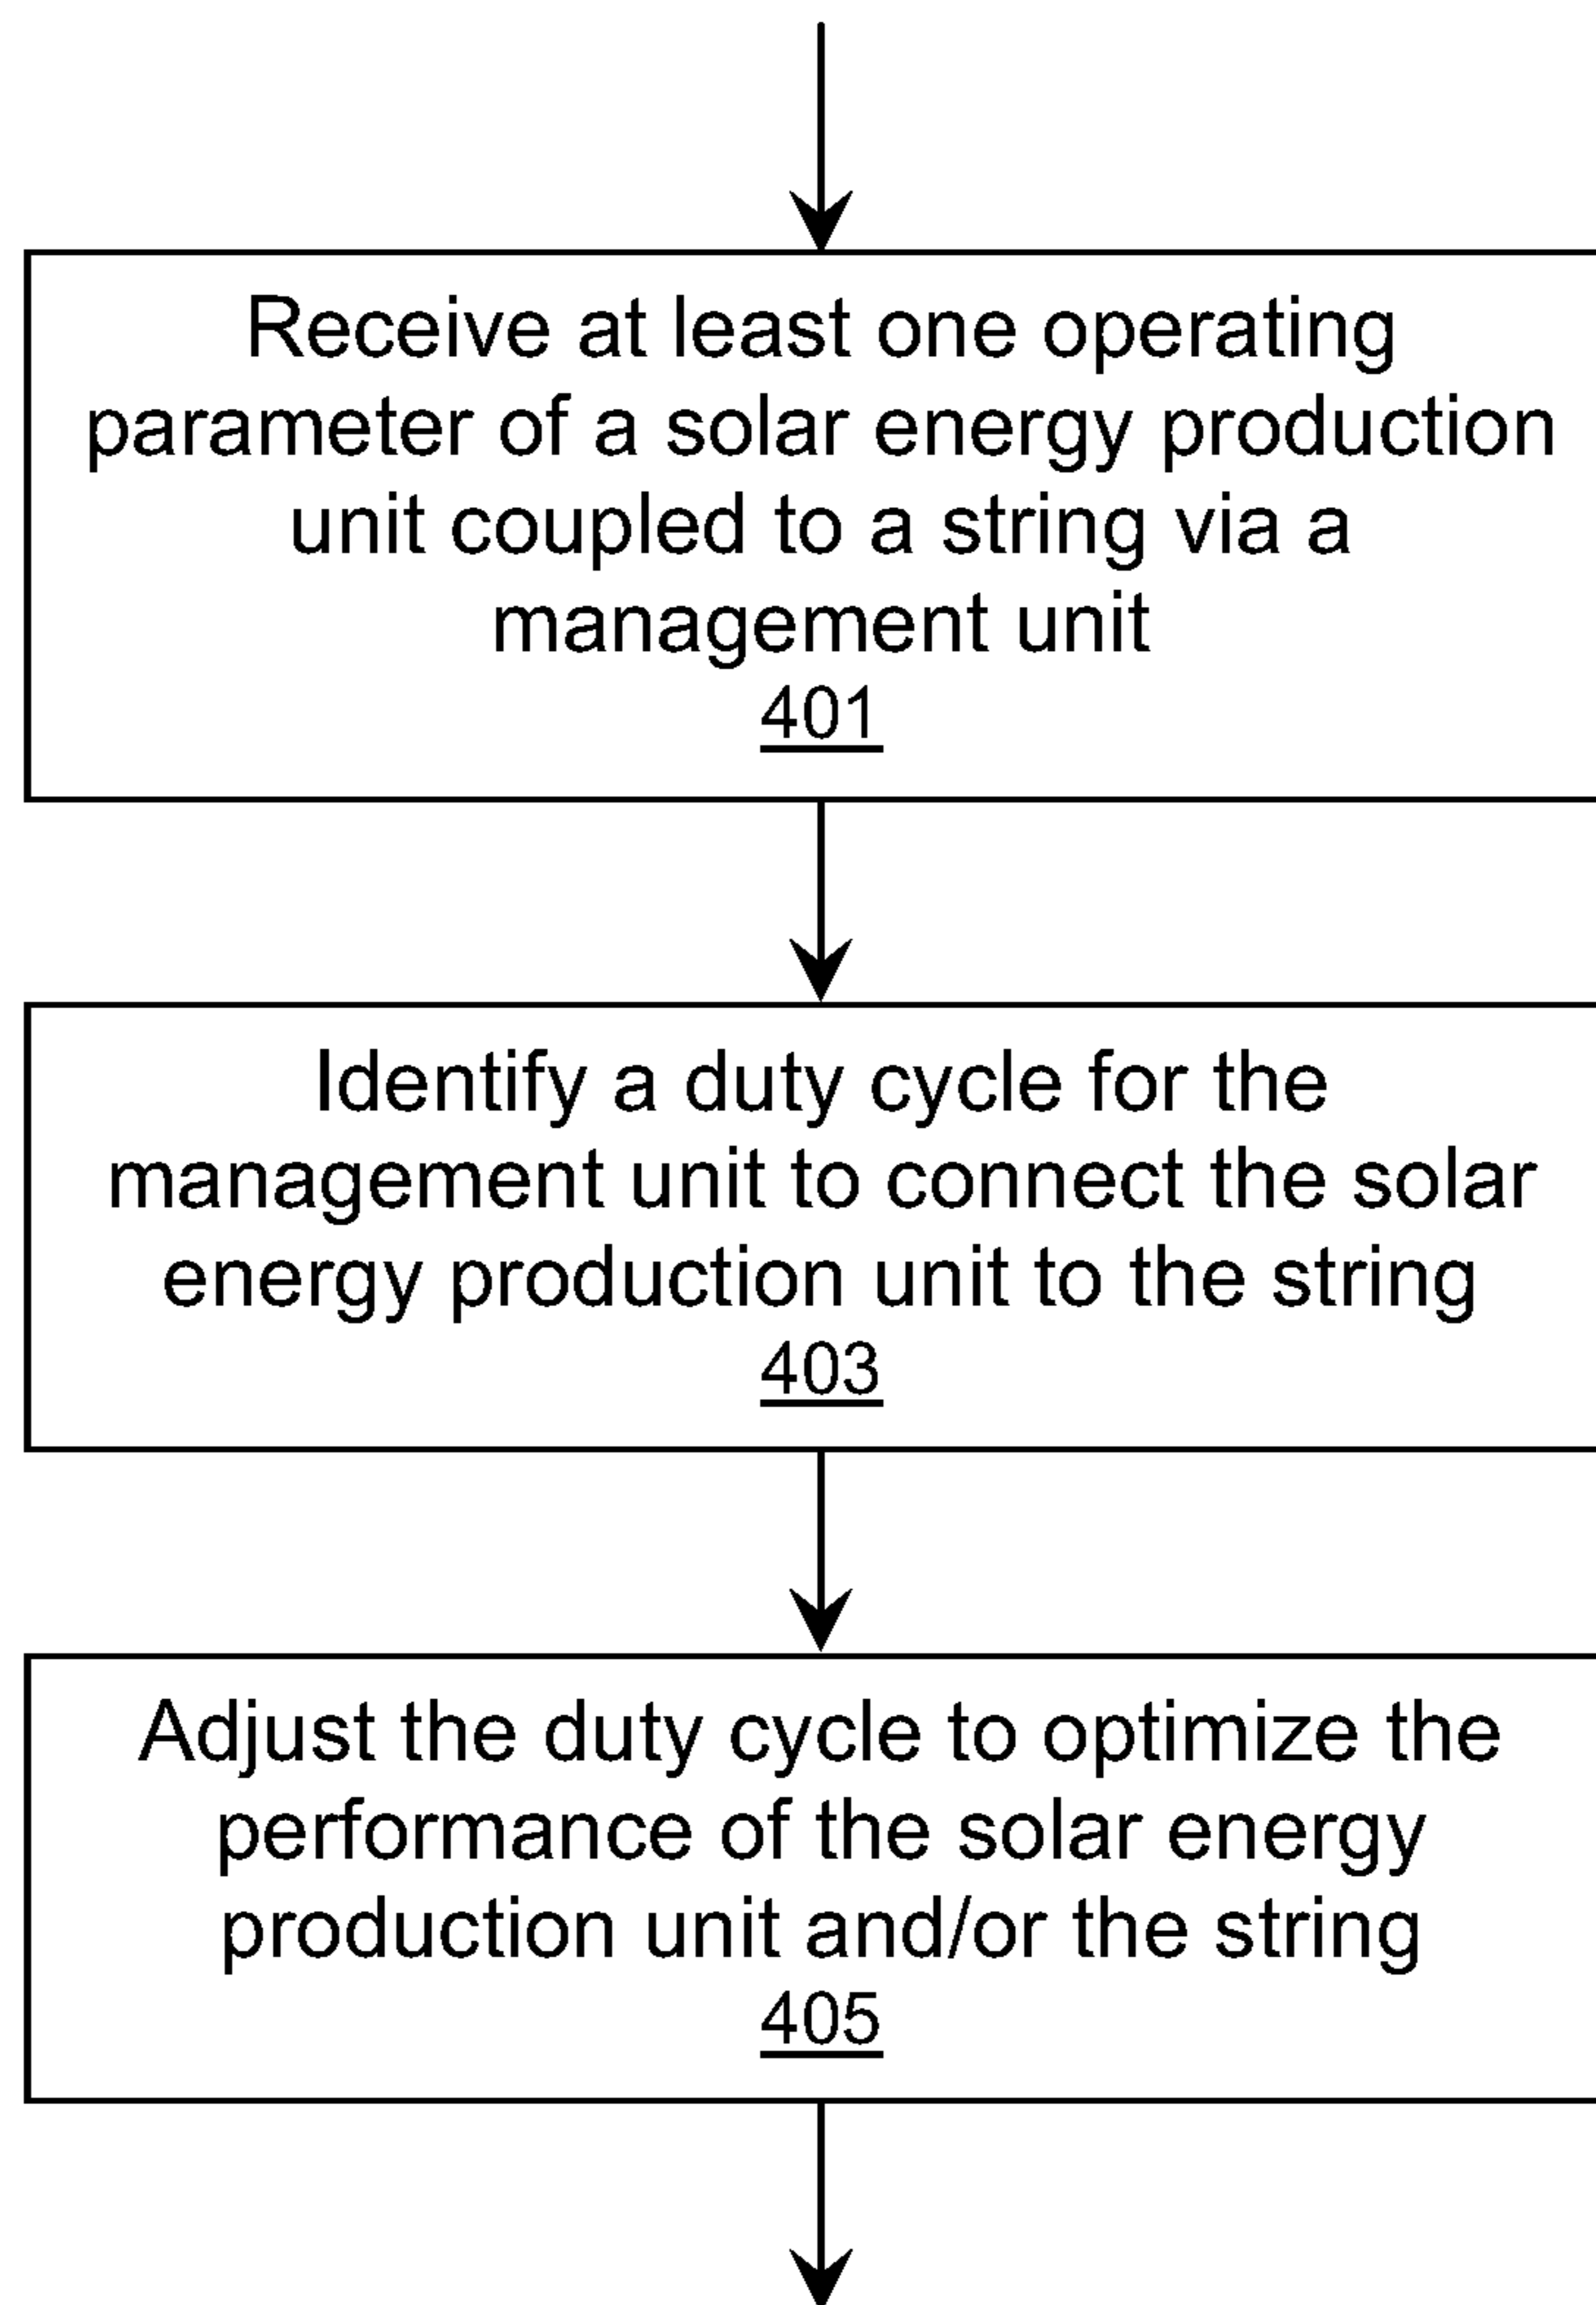 Receive at least one operating
parameter of a solar energy production
unit coupled to a string via a
management unit
401
Identify a duty cycle for the
management unit to connect the solar
energy production unit to the string
403
Adjust the duty cycle to optimize the
performance of the solar energy
production unit and/or the string
405